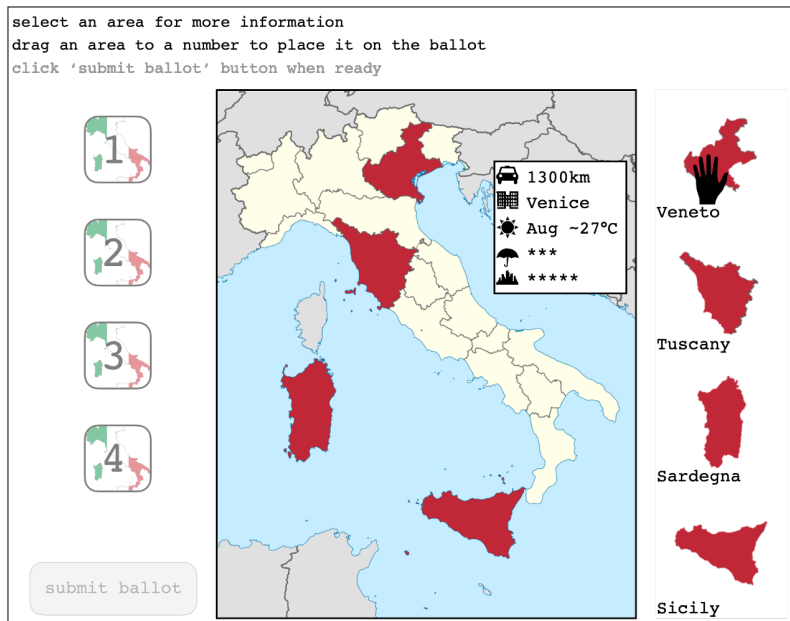 select an area for more information
drag an area to a number to place it on the ballot
click ‘submit ballot’ button when ready
1
2
3
4
submit ballot
1300km
Venice
Aug ~27°C
***
*****
Veneto
Tuscany
Sardegna
Sicily